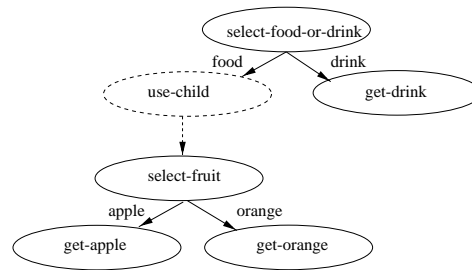 select-food-or-drink
food
drink
use-child
get-drink
select-fruit
apple
orange
get-apple
get-orange